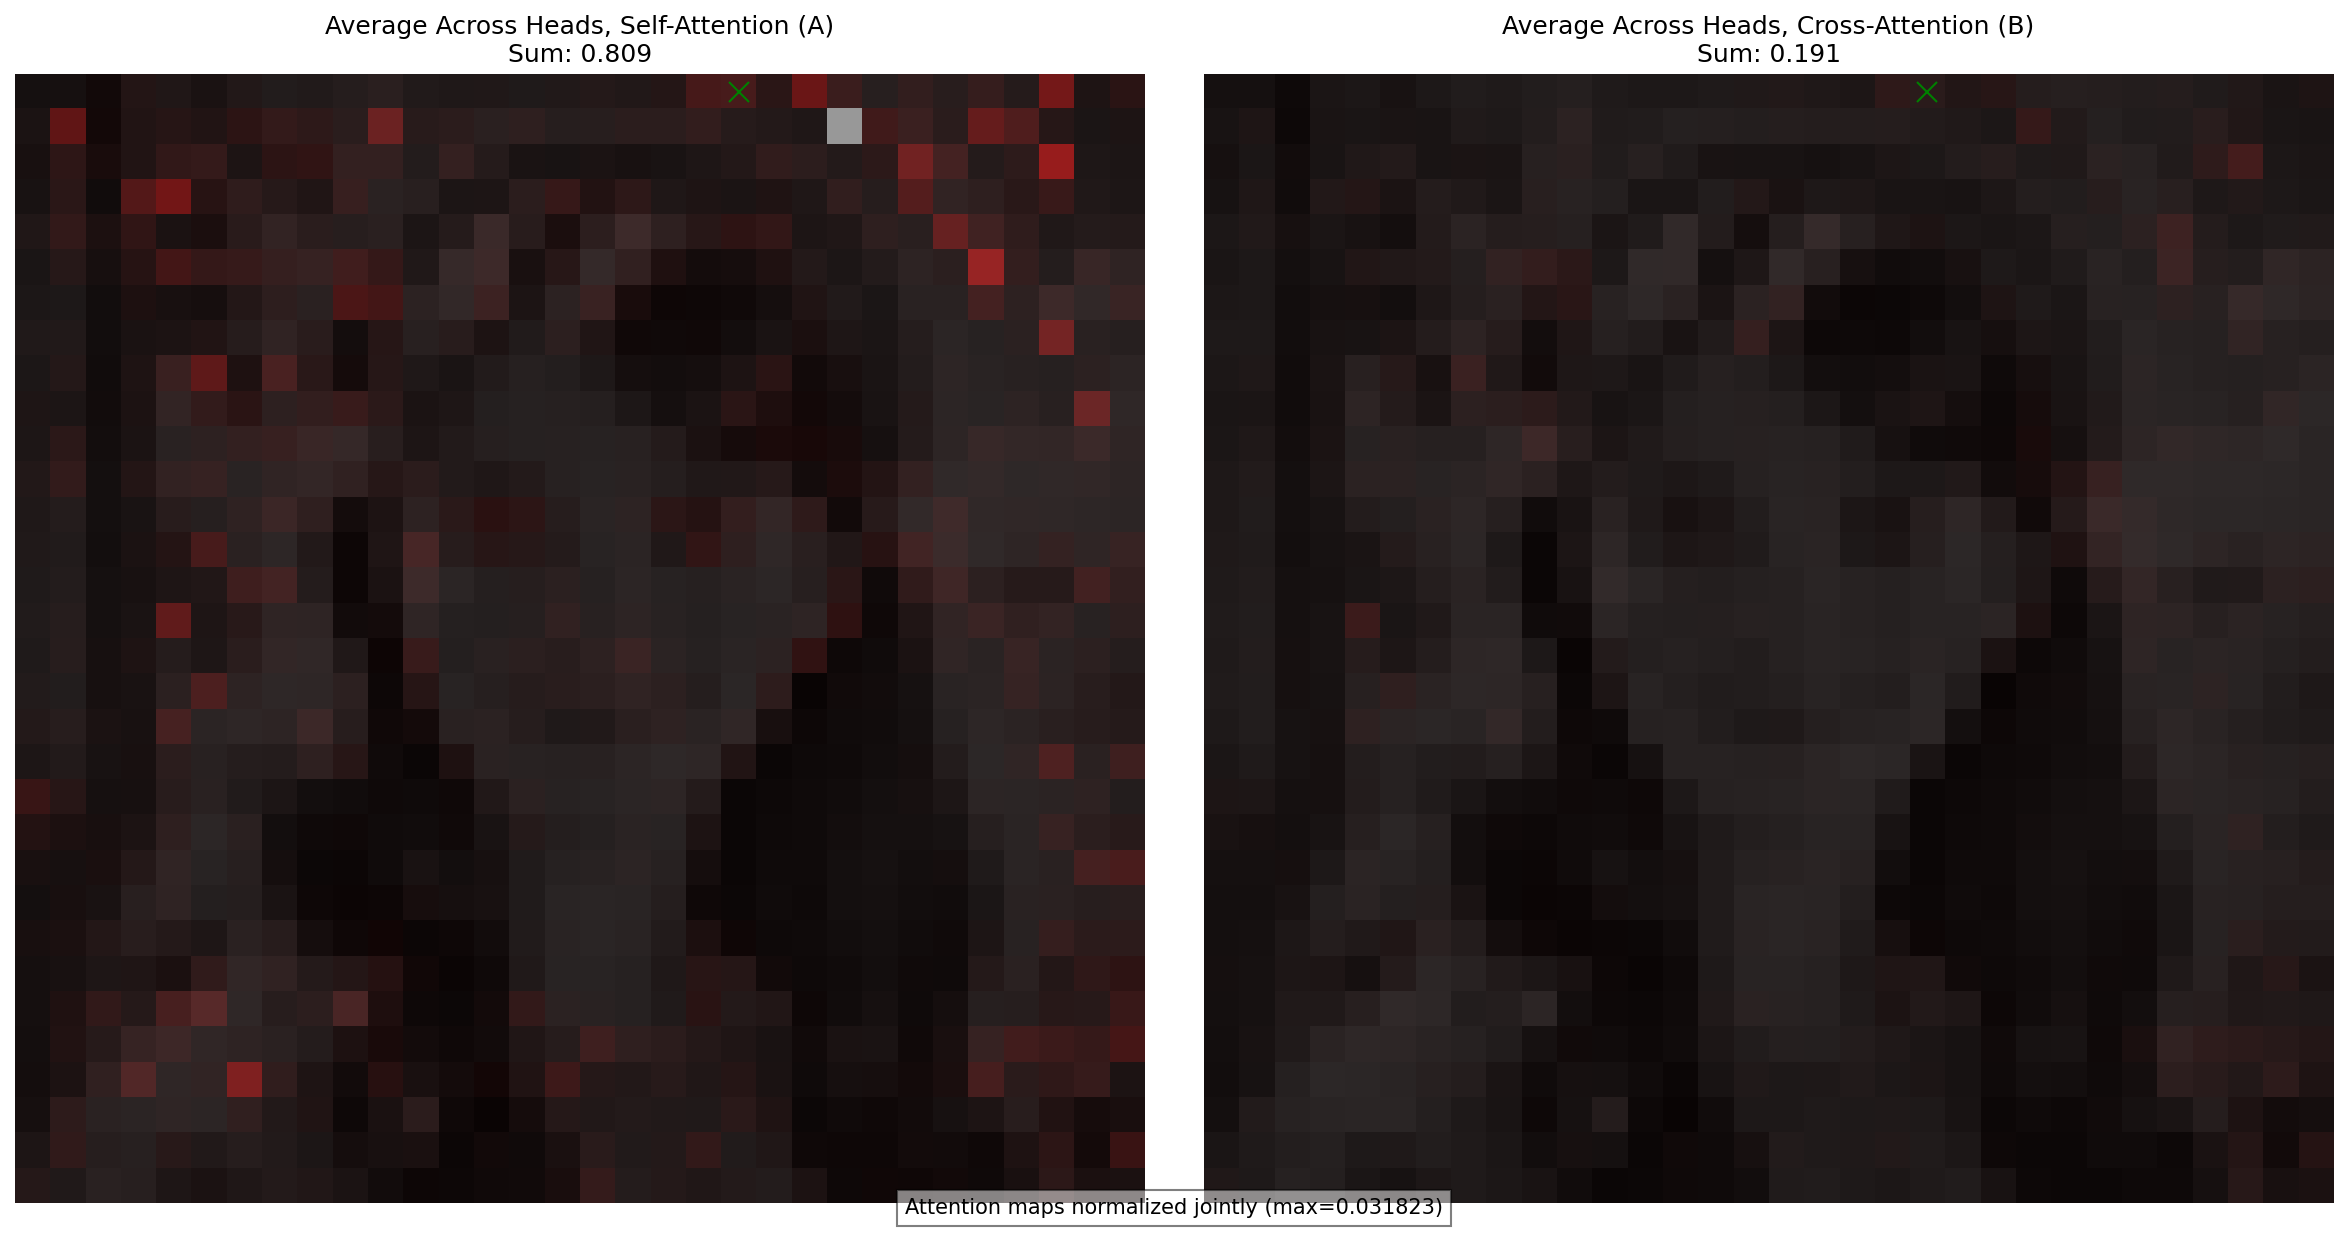 Average Across Heads, Self-Attention (A)
Sum: 0.809
Average Across Heads, Cross-Attention (B)
Sum: 0.191
Attention maps normalized jointly (max=0.031823)